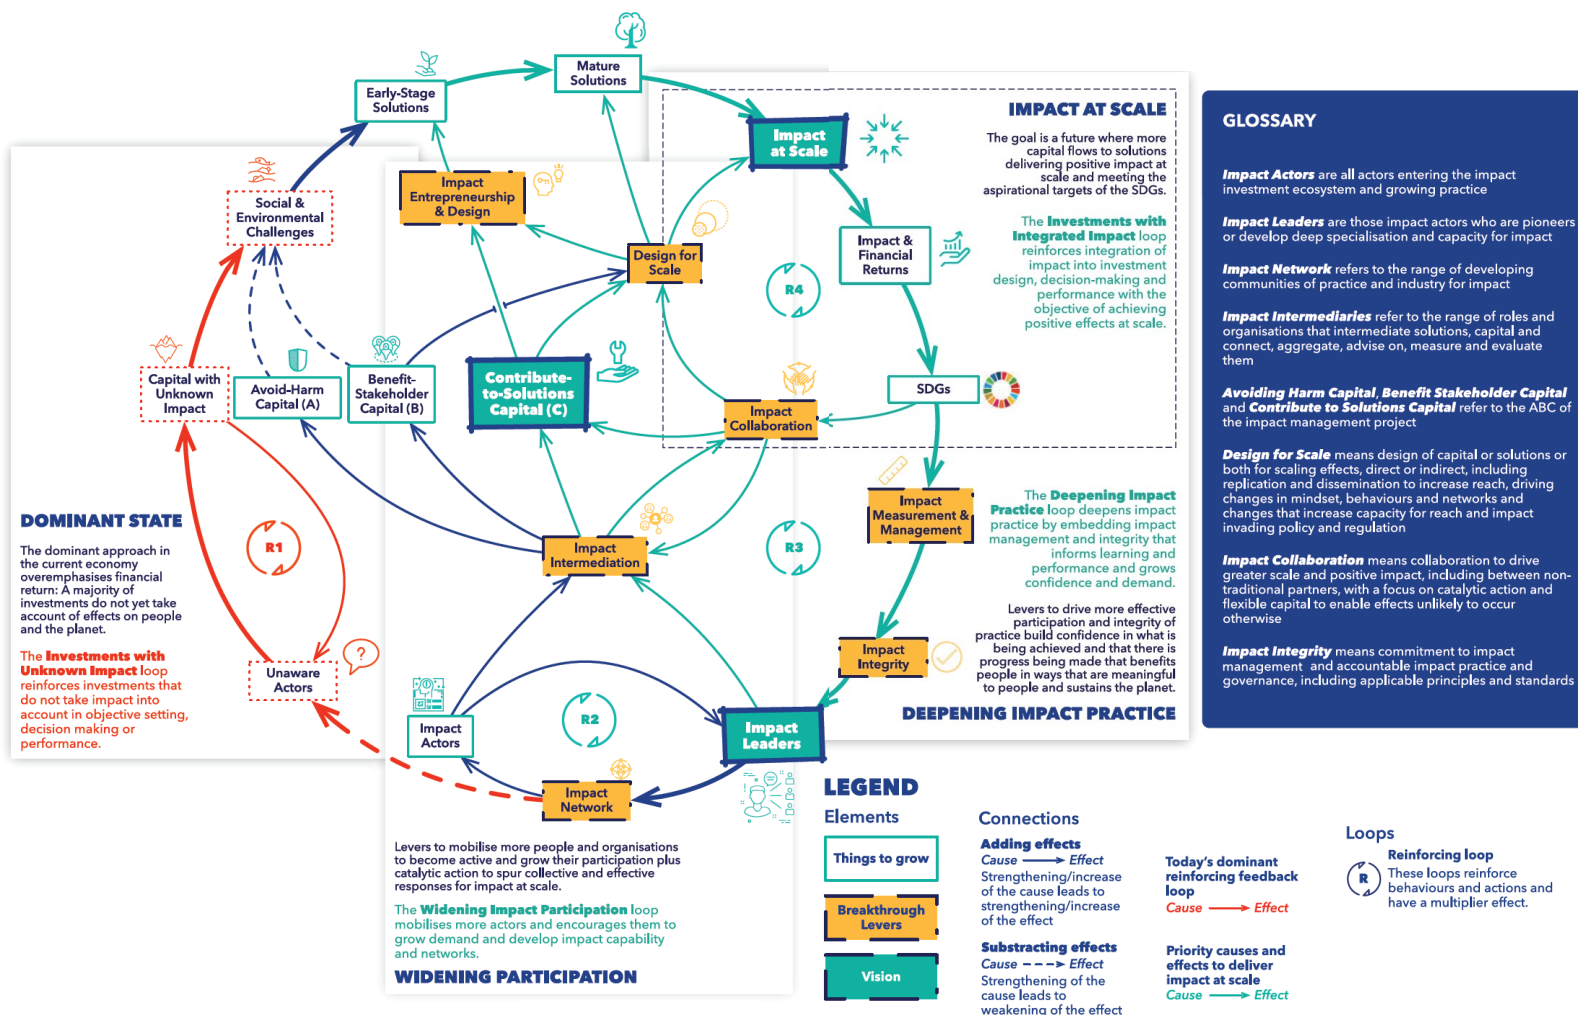 Mature
Solutions
Early-Stage
Solutions
Impact
at Scale
IMPACT AT SCALE
The goal is a future where more
capital flows to solutions
delivering positive impact at
scale and meeting the
aspirational targets of the SDGs.
The Investments with
Integrated Impact loop
reinforces integration of
impact into investment
design, decision-making and
performance with the
objective of achieving
positive effects at scale.
Social &
Environmental
Challenges
Impact
Entrepreneurship
& Design
Design for
Scale
Impact &
Financial
Returns
R4
Capital with
Unknown
Impact
Avoid-Harm
Capital (A)
Benefit-
Stakeholder
Capital (B)
Contribute-
to-Solutions
Capital (C)
Impact
Collaboration
SDGs
DOMINANT STATE
The dominant approach in
the current economy
overemphasises financial
return: A majority of
investments do not yet take
account of effects on people
and the planet.
The Investments with
Unknown Impact loop
reinforces investments that
do not take impact into
account in objective setting,
decision making or
performance.
R1
Impact
Intermediation
R3
Impact
Measurement &
Management
The Deepening Impact
Practice loop deepens impact
practice by embedding impact
management and integrity that
informs learning and
performance and grows
confidence and demand.
Levers to drive more effective
participation and integrity of
practice build confidence in what is
being achieved and that there is
progress being made that benefits
people in ways that are meaningful
to people and sustains the planet.
DEEPENING IMPACT PRACTICE
Impact
Integrity
?
Unaware
Actors
Impact
Actors
R2
Impact
Leaders
Impact
Network
Levers to mobilise more people and organisations
to become active and grow their participation plus
catalytic action to spur collective and effective
responses for impact at scale.
The Widening Impact Participation loop
mobilises more actors and encourages them to
grow demand and develop impact capability
and networks.
WIDENING PARTICIPATION
GLOSSARY
Impact Actors are all actors entering the impact
investment ecosystem and growing practice
Impact Leaders are those impact actors who are pioneers
or develop deep specialisation and capacity for impact
Impact Network refers to the range of developing
communities of practice and industry for impact
Impact Intermediaries refer to the range of roles and
organisations that intermediate solutions, capital and
connect, aggregate, advise on, measure and evaluate
them
Avoiding Harm Capital, Benefit Stakeholder Capital
and Contribute to Solutions Capital refer to the ABC of
the impact management project
Design for Scale means design of capital or solutions or
both for scaling effects, direct or indirect, including
replication and dissemination to increase reach, driving
changes in mindset, behaviours and networks and
changes that increase capacity for reach and impact
invading policy and regulation
Impact Collaboration means collaboration to drive
greater scale and positive impact, including between non-
traditional partners, with a focus on catalytic action and
flexible capital to enable effects unlikely to occur
otherwise
Impact Integrity means commitment to impact
management and accountable impact practice and
governance, including applicable principles and standards
LEGEND
Elements
Things to grow
Breakthrough
Levers
Vision
Connections
Adding effects
Cause Effect
Strengthening/increase
of the cause leads to
strengthening/increase
of the effect
Substracting effects
Cause Effect
Strengthening of the
cause leads to
weakening of the effect
Today's dominant
reinforcing feedback
loop
Cause Effect
Priority causes and
effects to deliver
impact at scale
Cause Effect
Loops
R
Reinforcing loop
These loops reinforce
behaviours and actions and
have a multiplier effect.